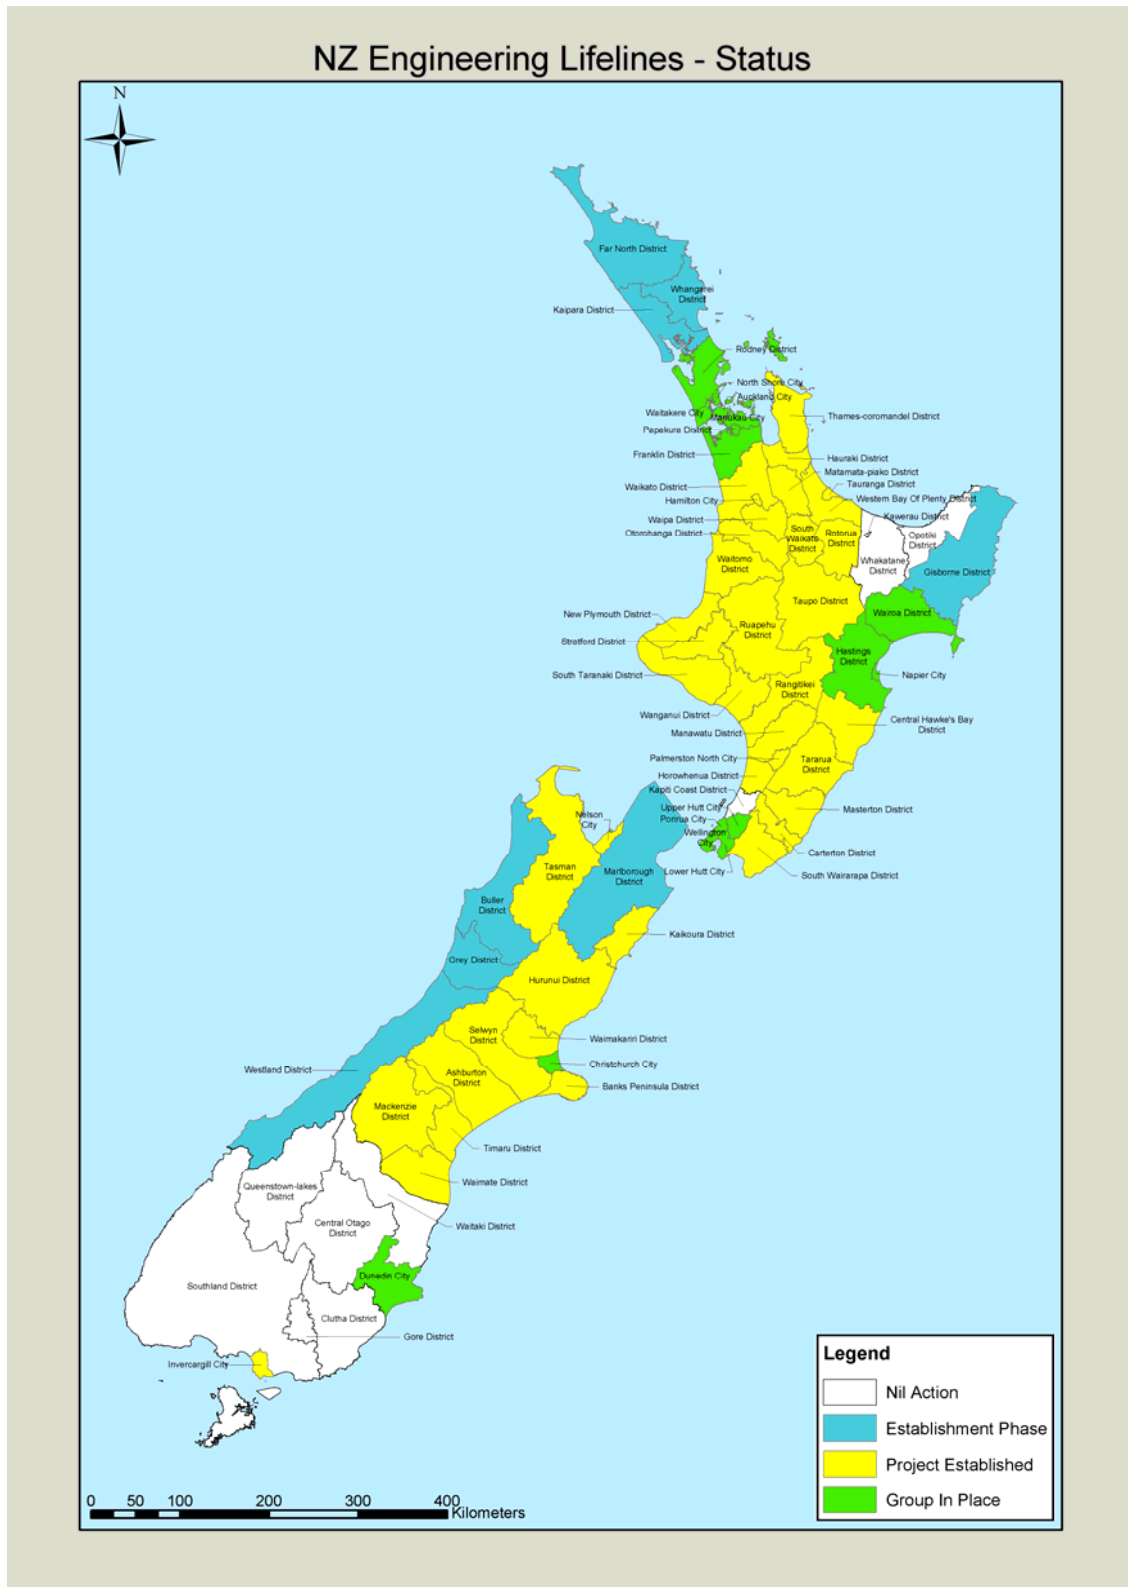 NZ Engineering Lifelines - Status
N
Far North District
Whangarei
District
Kaipara District
Rodney District
North Shore City
Auckland City
Waitakere City
Manukau City
Pepekura District
Franklin District
Thames-coromandel District
Hauraki District
Matamata-piako District
Tauranga District
Western Bay Of Plenty District
Waikato District
Hamilton City
Kawerau District
Waipa District
Otorohanga District
South
Waikato
District
Rotorua
District
Opotiki
District
Whakatane
District
Waitomo
District
Gisborne District
Taupo District
Wairoa District
New Plymouth District
Ruapehu
District
Stratford District
Hastings
District
South Taranaki District
Napier City
Rangitikei
District
Wanganui District
Central Hawke's Bay
District
Manawatu District
Palmerston North City
Tararua
District
Horowhenua District
Kapiti Coast District
Upper Hutt City
Masterton District
Porirua City
Nelson
City
Wellington
City
Carterton District
Lower Hutt City
South Wairarapa District
Tasman
District
Marlborough
District
Buller
District
Kaikoura District
Grey District
Hurunui District
Selwyn
District
Waimakariri District
Christchurch City
Westland District
Ashburton
District
Banks Peninsula District
Mackenzie
District
Timaru District
Waimate District
Queenstown-lakes
District
Central Otago
District
Waitaki District
Dunedin City
Southland District
Clutha District
Gore District
Invercargill City
Legend
Nil Action
Establishment Phase
Project Established
Group In Place
0 50 100 200 300 400
Kilometers